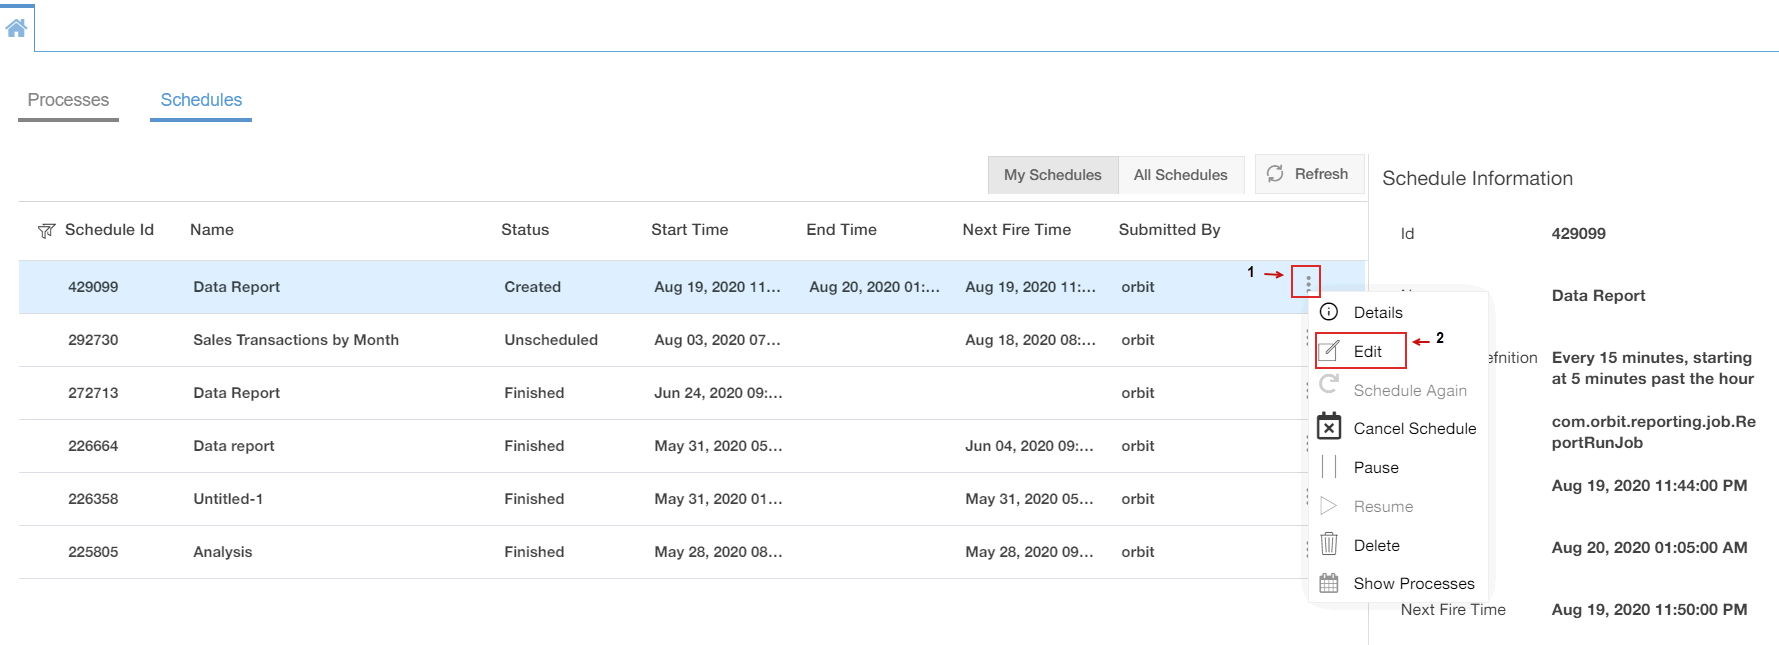 Processes
Schedules
My Schedules
All Schedules
Refresh
Schedule Information
Schedule Id
Name
Status
Start Time
End Time
Next Fire Time
Submitted By
Id
429099
429099
Data Report
Created
Aug 19, 2020 11...
Aug 20, 2020 01:...
Aug 19, 2020 11:...
orbit
1
Data Report
292730
Sales Transactions by Month
Unscheduled
Aug 03, 2020 07...
Aug 18, 2020 08:...
orbit
272713
Data Report
Finished
Jun 24, 2020 09:...
orbit
226664
Data report
Finished
May 31, 2020 05...
Jun 04, 2020 09:...
orbit
226358
Untitled-1
Finished
May 31, 2020 01...
May 31, 2020 05...
orbit
225805
Analysis
Finished
May 28, 2020 08...
May 28, 2020 09...
orbit
Details
Edit
2
Schedule Again
Cancel Schedule
Pause
Resume
Delete
Show Processes
efnition
Every 15 minutes, starting
at 5 minutes past the hour
com.orbit.reporting.job.Re
portRunJob
Aug 19, 2020 11:44:00 PM
Aug 20, 2020 01:05:00 AM
Next Fire Time
Aug 19, 2020 11:50:00 PM